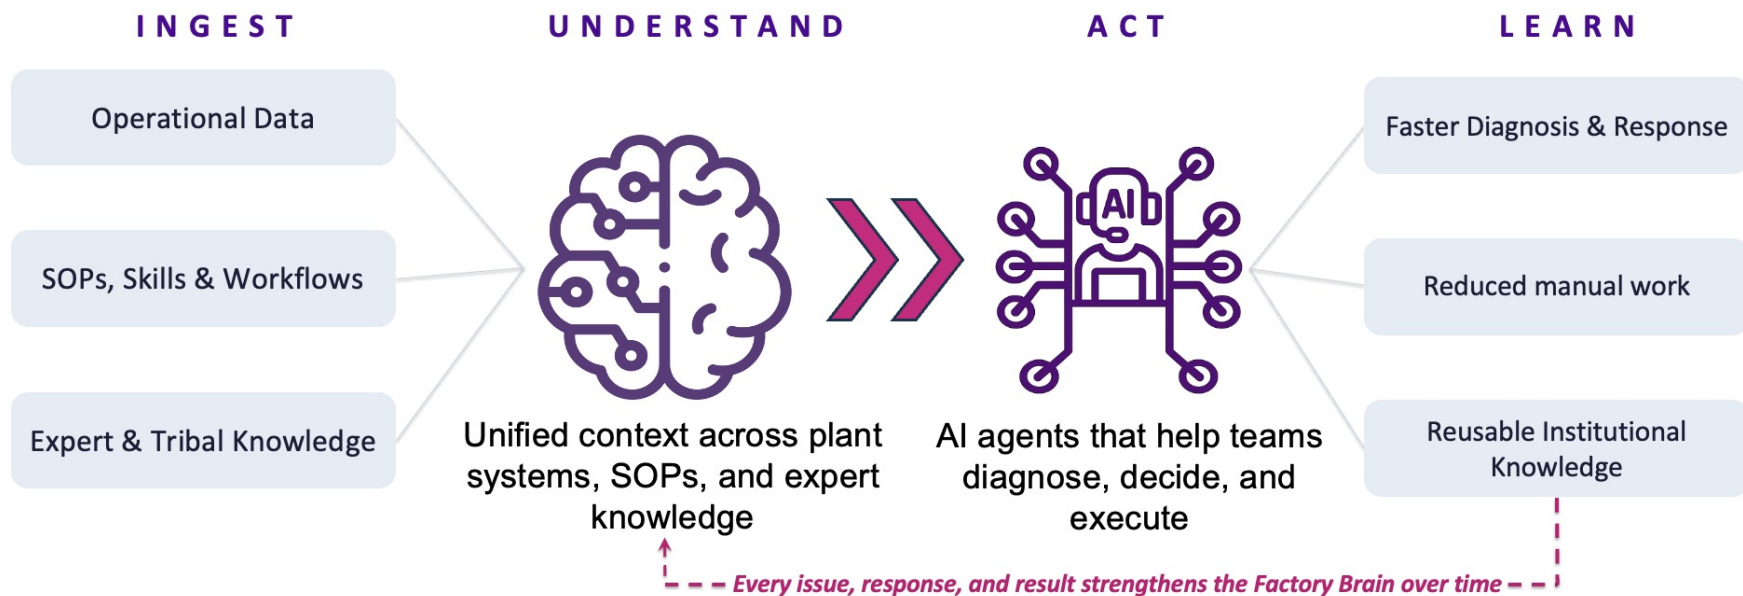 INGEST
UNDERSTAND
ACT
LEARN
Operational Data
SOPs, Skills & Workflows
Expert & Tribal Knowledge
Unified context across plant
systems, SOPs, and expert
knowledge
AI
AI agents that help teams
diagnose, decide, and
execute
Faster Diagnosis & Response
Reduced manual work
Reusable Institutional
Knowledge
Every issue, response, and result strengthens the Factory Brain over time